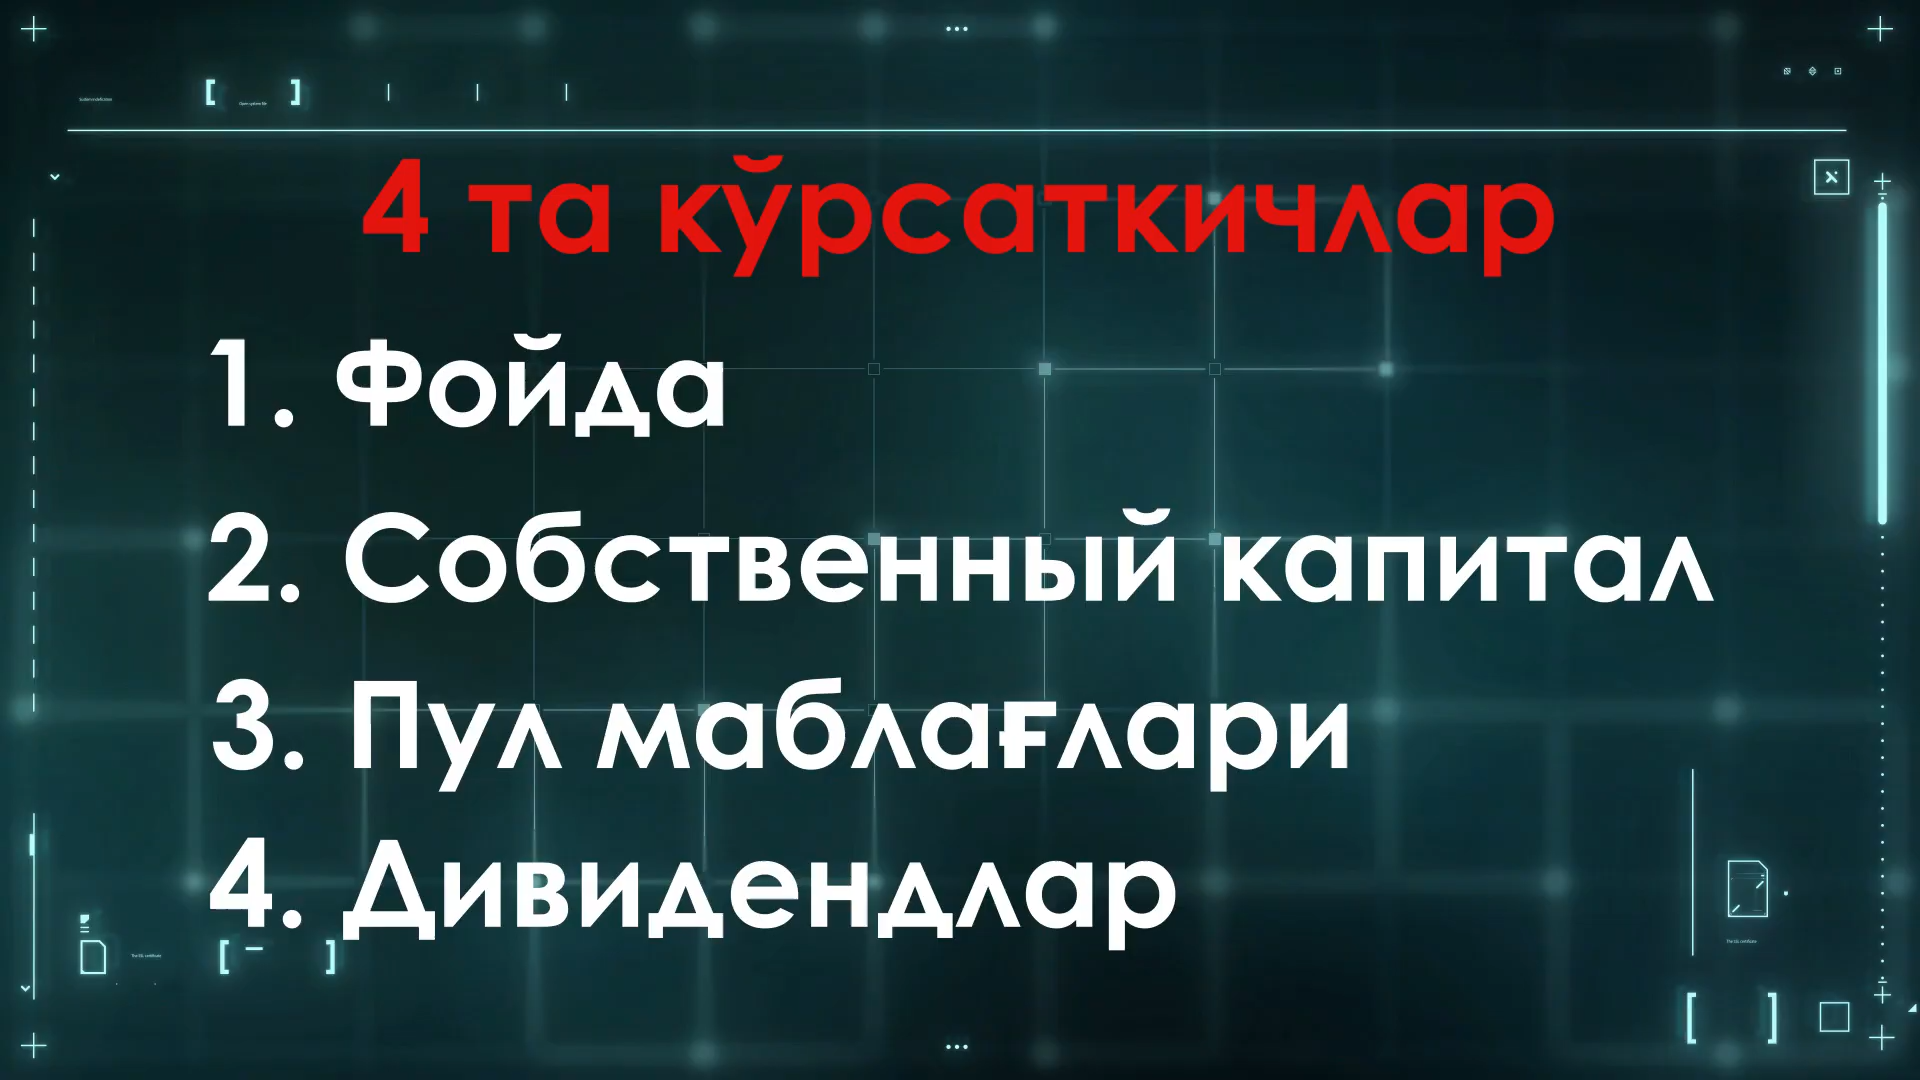 4 та кўрсаткичлар
1. Фойда
2. Собственный капитал
3. Пул маблағлари
4. Дивидендлар